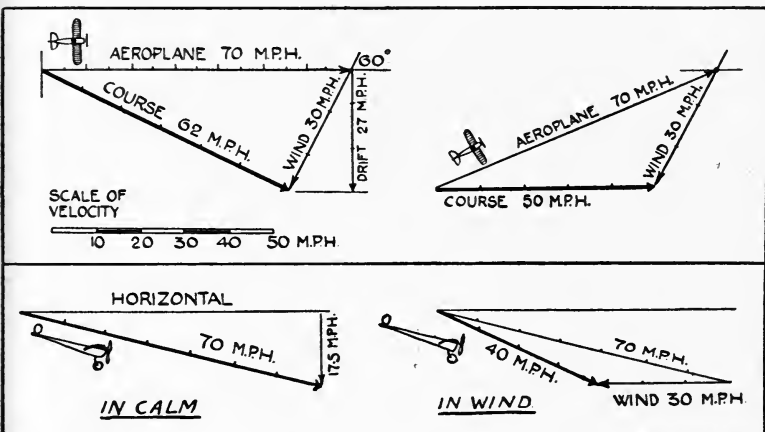 AEROPLANE 70 M.P.H.
60°
COURSE 62 M.P.H.
WIND 30 M.P.H.
DRIFT 27 M.P.H.
SCALE OF
VELOCITY
10 20 30 40 50 M.P.H.
AEROPLANE 70 M.P.H.
WIND 30 M.P.H.
COURSE 50 M.P.H.
HORIZONTAL
70 M.P.H.
17.5 M.P.H.
IN CALM
40 M.P.H.
70 M.P.H.
IN WIND
WIND 30 M.P.H.